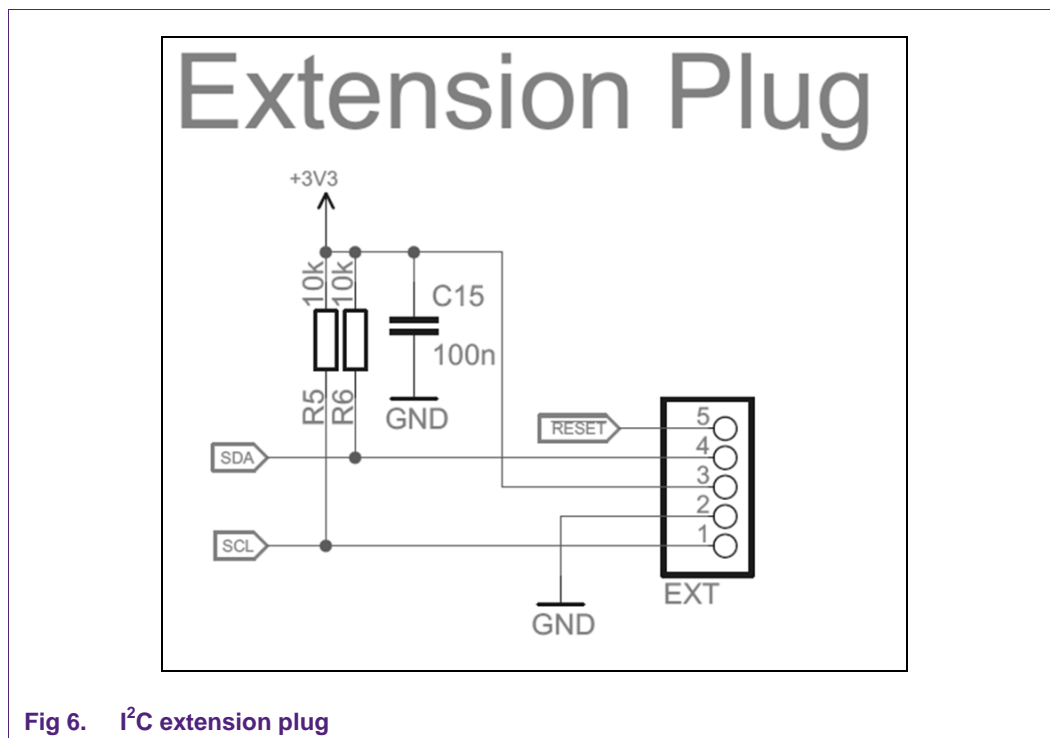 Extension Plug
+3V3
10k
10k
C15
100n
R5
R6
GND
RESET
5
SDA
4
3
2
SCL
1
EXT
GND
Fig 6. I²C extension plug